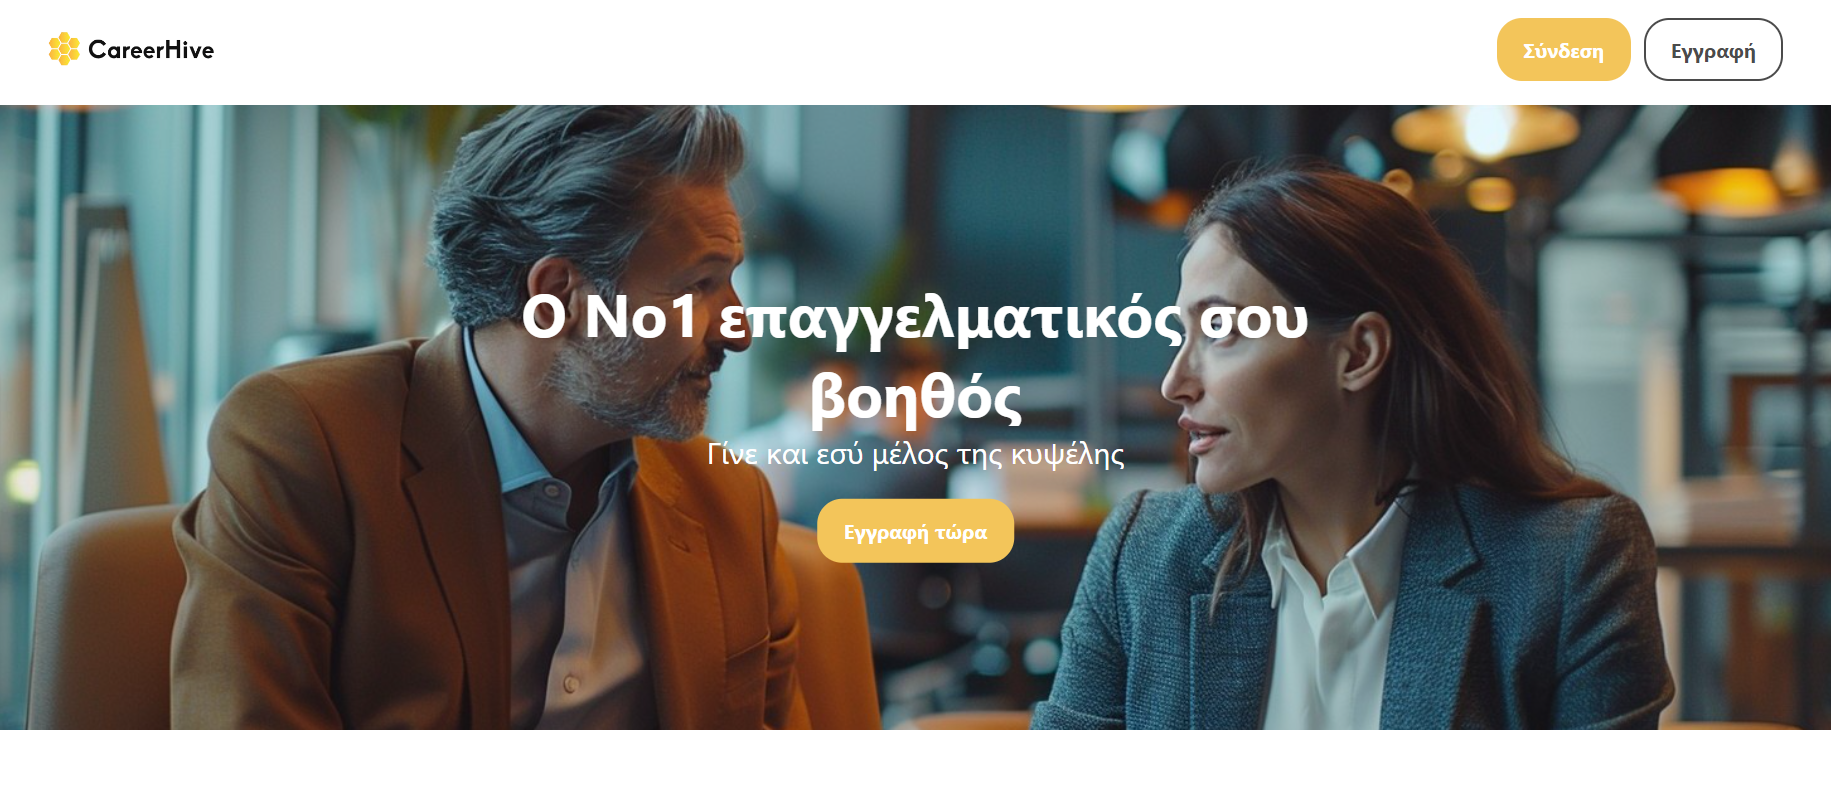 CareerHive
Σύνδεση
Εγγραφή
Ο Νο1 επαγγελματικός σου
βοηθός
Γίνε και εσύ μέλος της κυψέλης
Εγγραφή τώρα